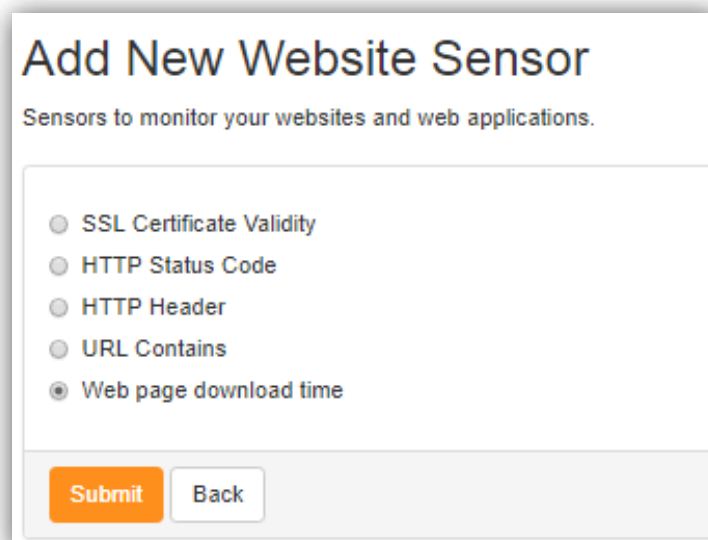 Add New Website Sensor
Sensors to monitor your websites and web applications.
SSL Certificate Validity
HTTP Status Code
HTTP Header
URL Contains
Web page download time
Submit Back